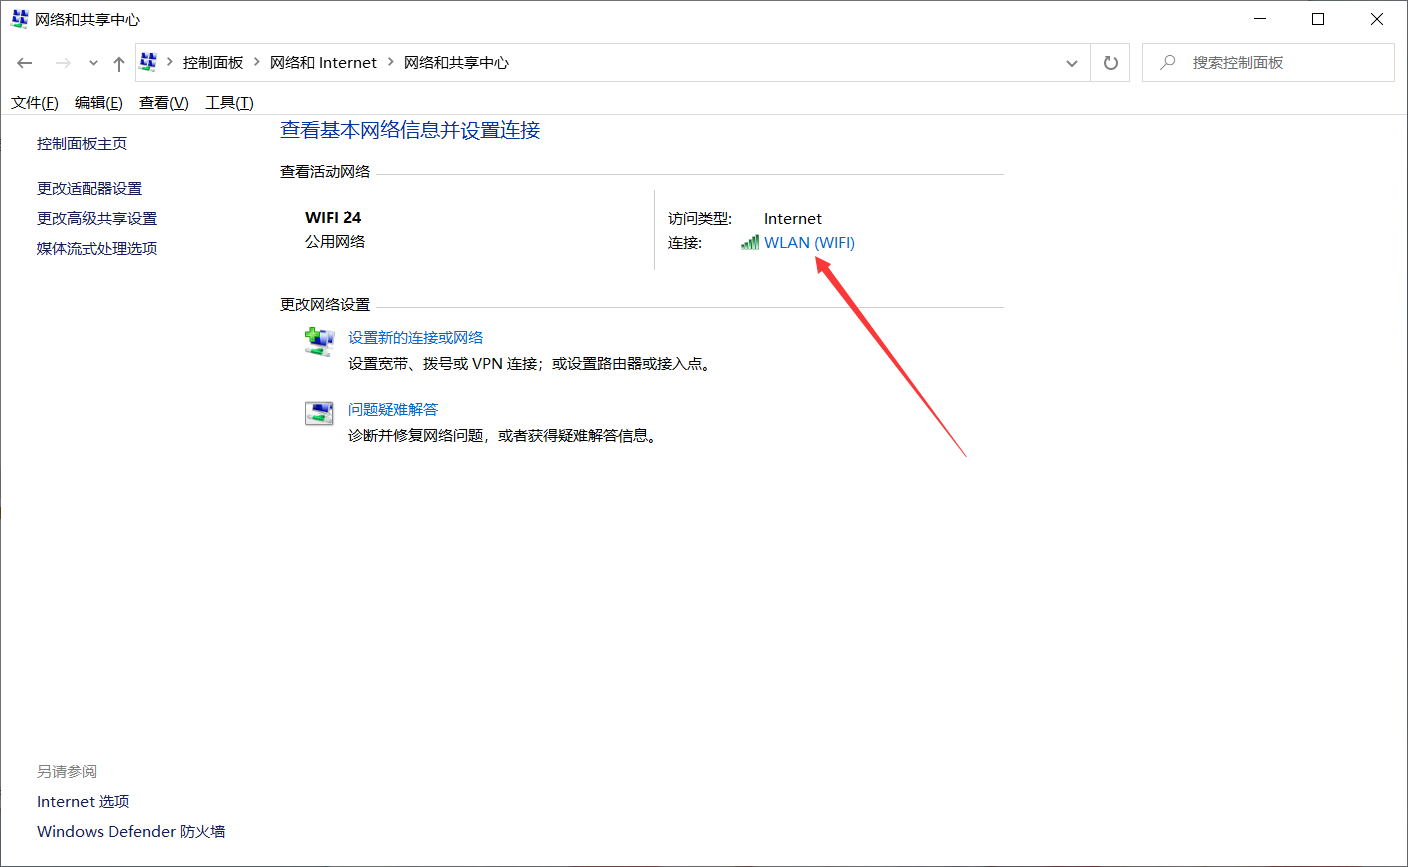 网络和共享中心
控制面板 网络和 Internet 网络和共享中心
搜索控制面板
文件(F) 编辑(E) 查看(V) 工具(T)
控制面板主页
更改适配器设置
更改高级共享设置
媒体流式处理选项
查看基本网络信息并设置连接
查看活动网络
WIFI 24
公用网络
访问类型: Internet
连接: WLAN (WIFI)
更改网络设置
设置新的连接或网络
设置宽带、拨号或 VPN 连接；或设置路由器或接入点。
问题疑难解答
诊断并修复网络问题，或者获得疑难解答信息。
另请参阅
Internet 选项
Windows Defender 防火墙